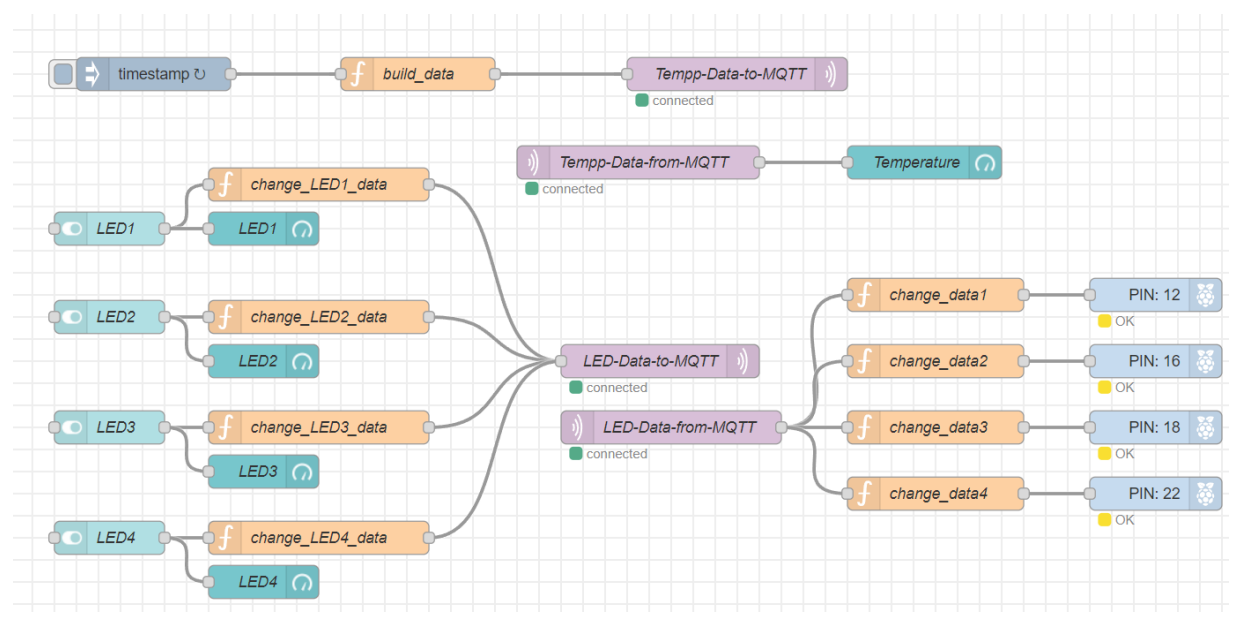 timestamp ↻
build_data
Tempp-Data-to-MQTT
connected
Tempp-Data-from-MQTT
Temperature
connected
change_LED1_data
LED1
LED1
LED2
change_LED2_data
LED2
LED3
change_LED3_data
LED3
LED4
change_LED4_data
LED4
LED-Data-to-MQTT
connected
LED-Data-from-MQTT
connected
change_data1
PIN: 12
OK
change_data2
PIN: 16
OK
change_data3
PIN: 18
OK
change_data4
PIN: 22
OK